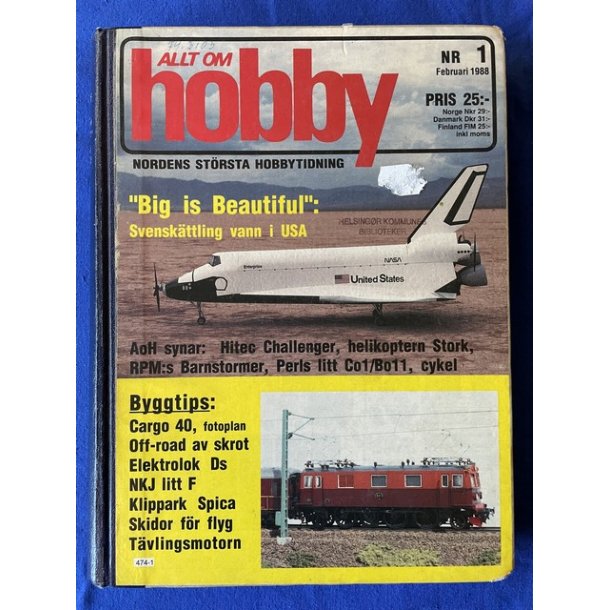 ALLT OM
hobby
NR 1
Februari 1988
PRIS 25:-
Norge Nkr 29:-
Danmark Dkr 31:-
Finland FIM 25:-
inkl moms
NORDENS STÖRSTA HOBBYTIDNING
"Big is Beautiful":
Svenskättling vann i USA
HELSINGØR KOMMUNES
BIBLIOTEKER
Enterprise
NASA
United States
AoH synar: Hitec Challenger, helikoptern Stork,
RPM:s Barnstormer, Perls litt Co1/Bo11, cykel
Byggtips:
Cargo 40, fotoplan
Off-road av skrot
Elektrolok Ds
NKJ litt F
Klippark Spica
Skidor för flyg
Tävlingsmotorn
474-1